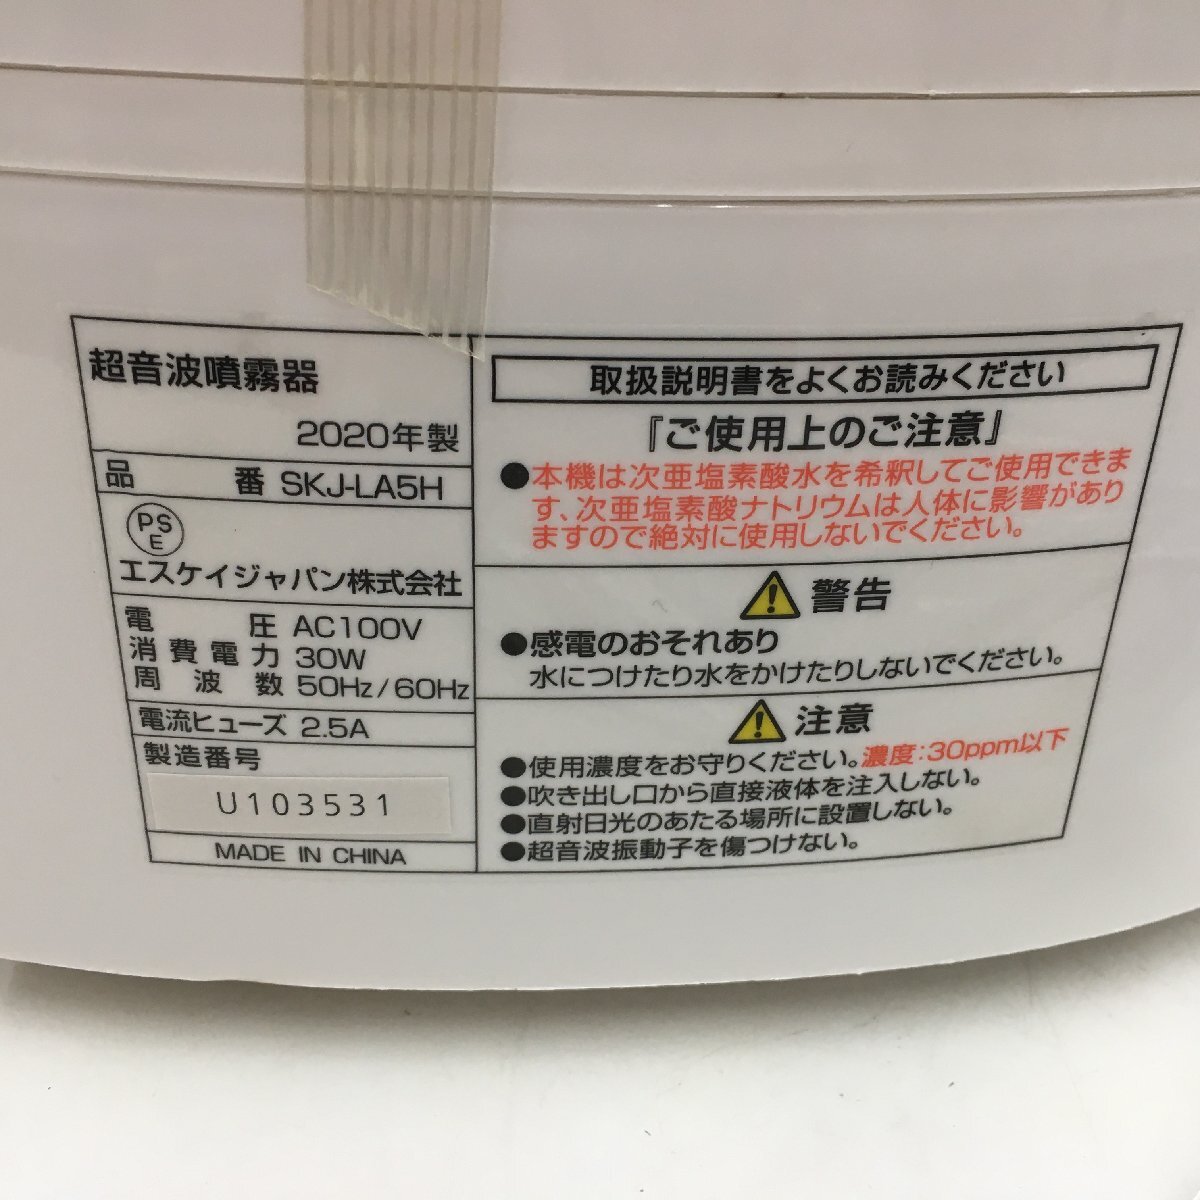 超音波噴霧器
2020年製
品番 SKJ-LA5H
PS
E
エスケイジャパン株式会社
電圧 AC100V
消費電力 30W
周波数 50Hz/60Hz
電流ヒューズ 2.5A
製造番号
U103531
MADE IN CHINA
取扱説明書をよくお読みください
『ご使用上のご注意』
●本機は次亜塩素酸水を希釈してご使用できま
す、次亜塩素酸ナトリウムは人体に影響があり
ますので絶対に使用しないでください。
警告
●感電のおそれあり
水につけたり水をかけたりしないでください。
注意
●使用濃度をお守りください。濃度:30ppm以下
●吹き出し口から直接液体を注入しない。
●直射日光のあたる場所に設置しない。
●超音波振動子を傷つけない。